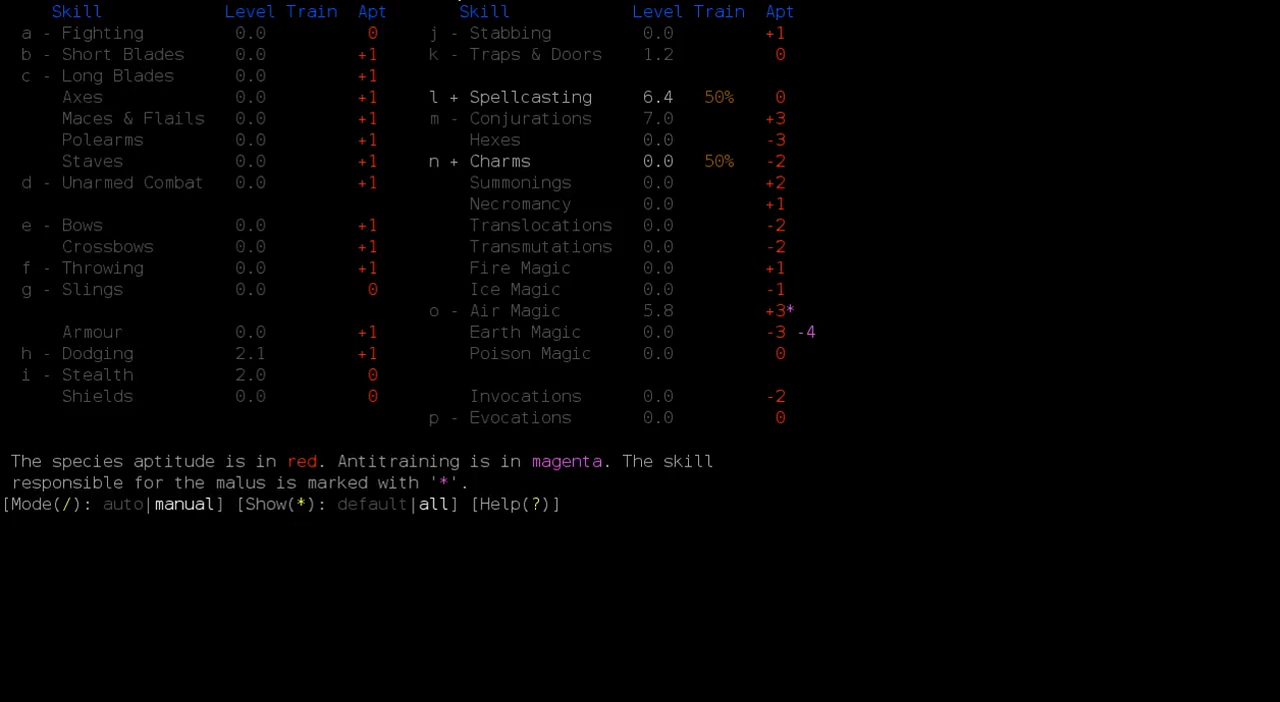 Skill Level Train Apt Skill Level Train Apt
a - Fighting 0.0 0 j - Stabbing 0.0 +1
b - Short Blades 0.0 +1 k - Traps & Doors 1.2 0
c - Long Blades 0.0 +1
Axes 0.0 +1 l + Spellcasting 6.4 50% 0
Maces & Flails 0.0 +1 m - Conjurations 7.0 +3
Polearms 0.0 +1 Hexes 0.0 -3
Staves 0.0 +1 n + Charms 0.0 50% -2
d - Unarmed Combat 0.0 +1 Summonings 0.0 +2
Necromancy 0.0 +1
e - Bows 0.0 +1 Translocations 0.0 -2
Crossbows 0.0 +1 Transmutations 0.0 -2
f - Throwing 0.0 +1 Fire Magic 0.0 +1
g - Slings 0.0 0 Ice Magic 0.0 -1
o - Air Magic 5.8 +3*
Armour 0.0 +1 Earth Magic 0.0 -3 -4
h - Dodging 2.1 +1 Poison Magic 0.0 0
i - Stealth 2.0 0
Shields 0.0 0 Invocations 0.0 -2
p - Evocations 0.0 0
The species aptitude is in red. Antitraining is in magenta. The skill
responsible for the malus is marked with '*'.
[Mode(/): auto|manual] [Show(*): default|all] [Help(?)]